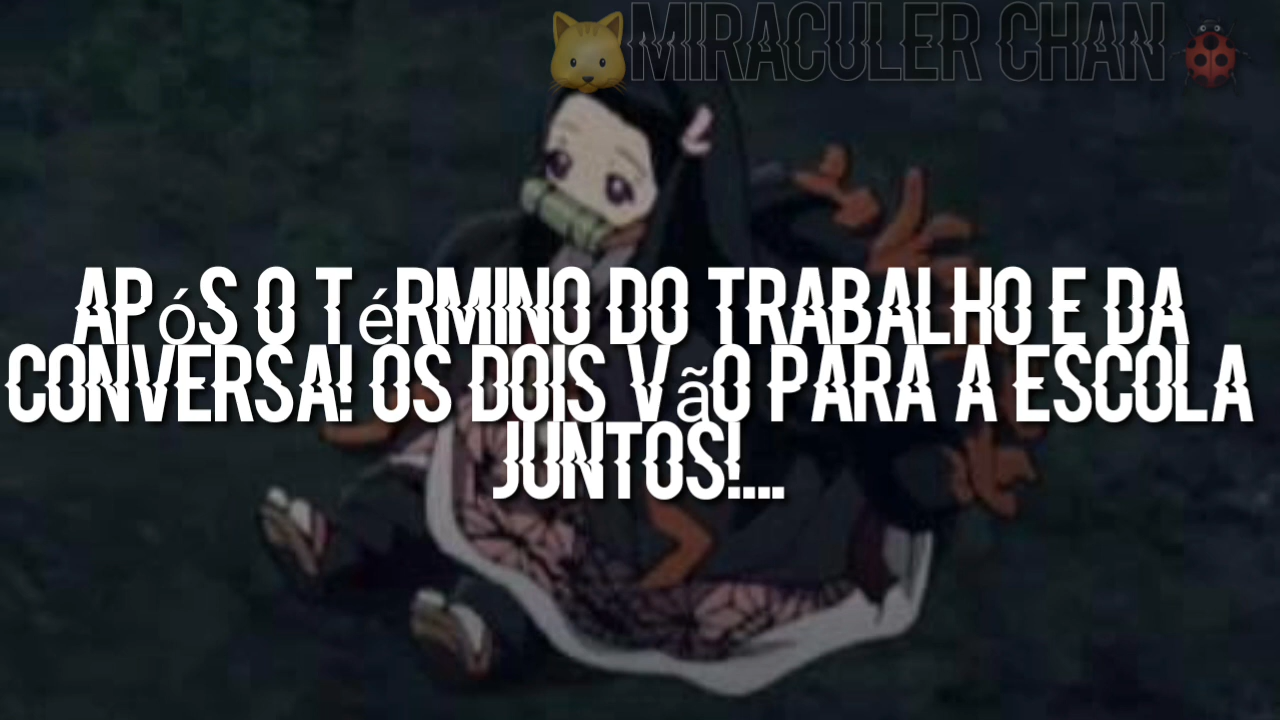 🐱MIRACULER CHAN🐞
APóS O TéRMINO DO TRABALHO E DA
CONVERSA! OS DOIS VãO PARA A ESCOLA
JUNTOS!....